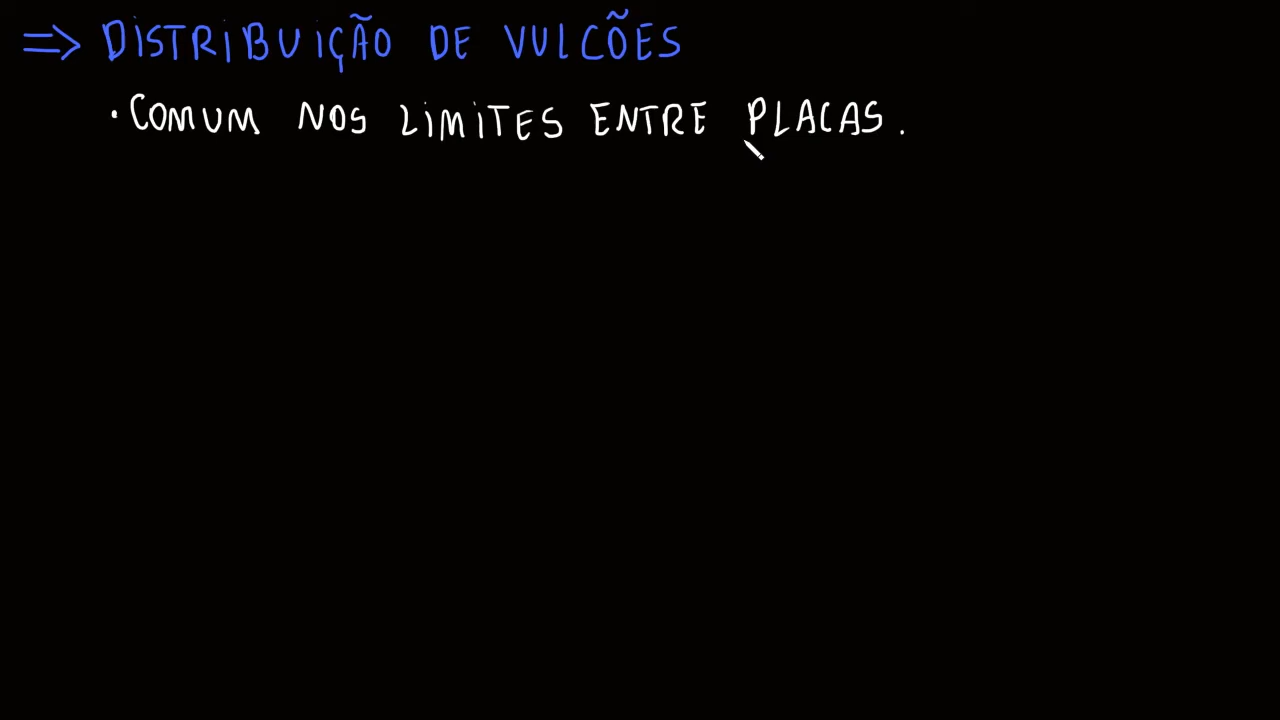 ⇒ DISTRIBUIÇÃO DE VULCÕES
· COMUM NOS LIMITES ENTRE PLACAS.